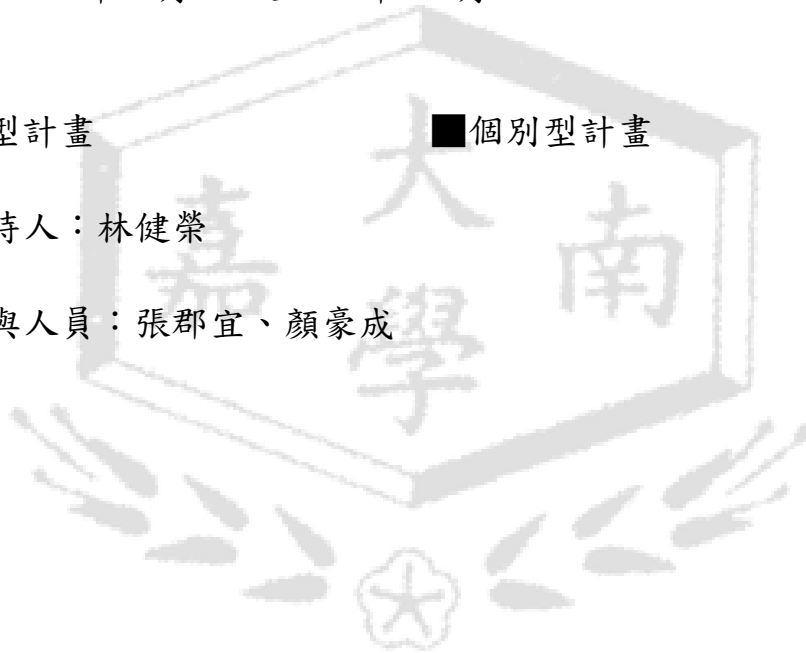 型計畫 ■個別型計畫
持人：林健榮
與人員：張郡宜、顏豪成
大
嘉 南
學